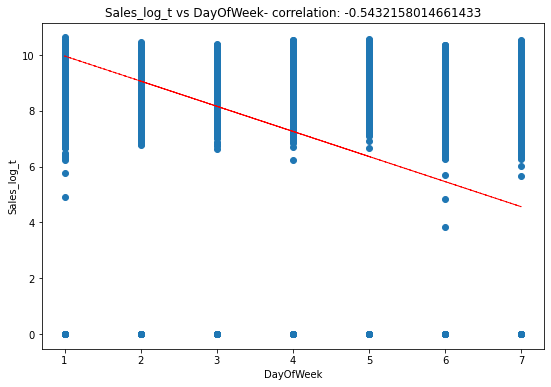 Sales_log_t vs DayOfWeek- correlation: -0.5432158014661433
10
8
6
4
2
0
Sales_log_t
1 2 3 4 5 6 7
DayOfWeek